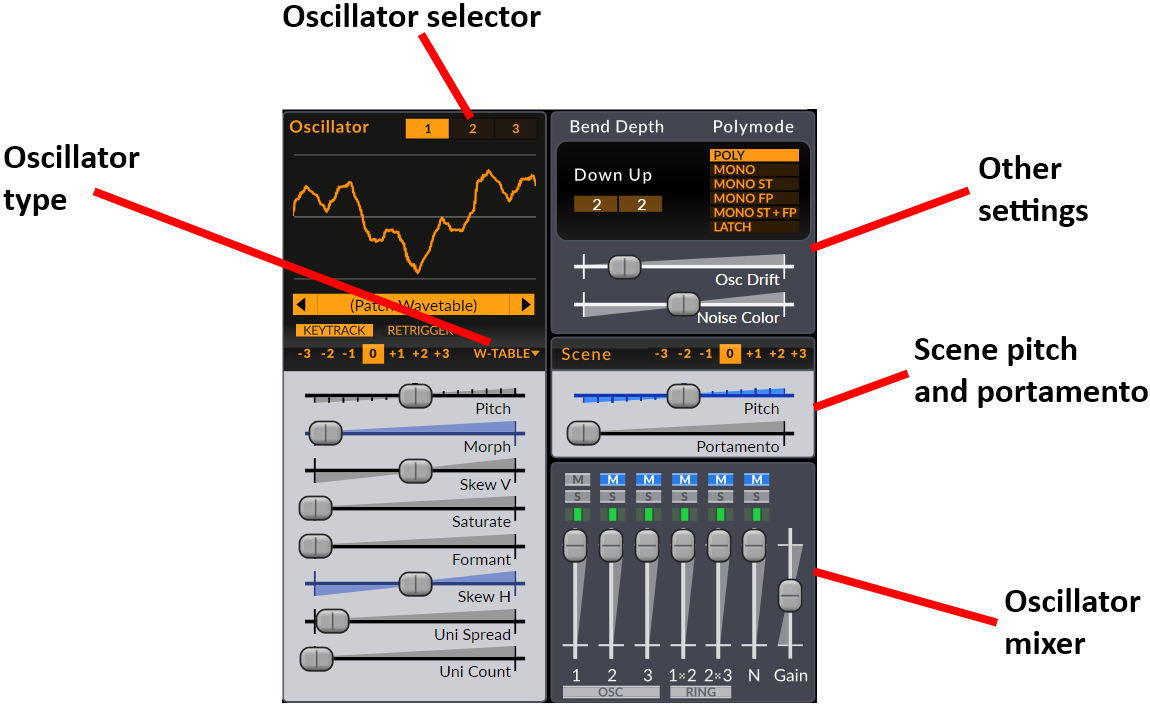 Oscillator selector
Oscillator
type
Oscillator 1 2 3
(Patch Wavetable)
KEYTRACK RETRIGGER
-3 -2 -1 0 +1 +2 +3 W-TABLE
Pitch
Morph
Skew V
Saturate
Formant
Skew H
Uni Spread
Uni Count
Bend Depth Polymode
Down Up
2 2
POLY
MONO
MONO ST
MONO FP
MONO ST + FP
LATCH
Osc Drift
Noise Color
Other
settings
Scene -3 -2 -1 0 +1 +2 +3
Pitch
Portamento
Scene pitch
and portamento
M M M M M M
S S S S S S
1 2 3 1×2 2×3 N Gain
OSC RING
Oscillator
mixer